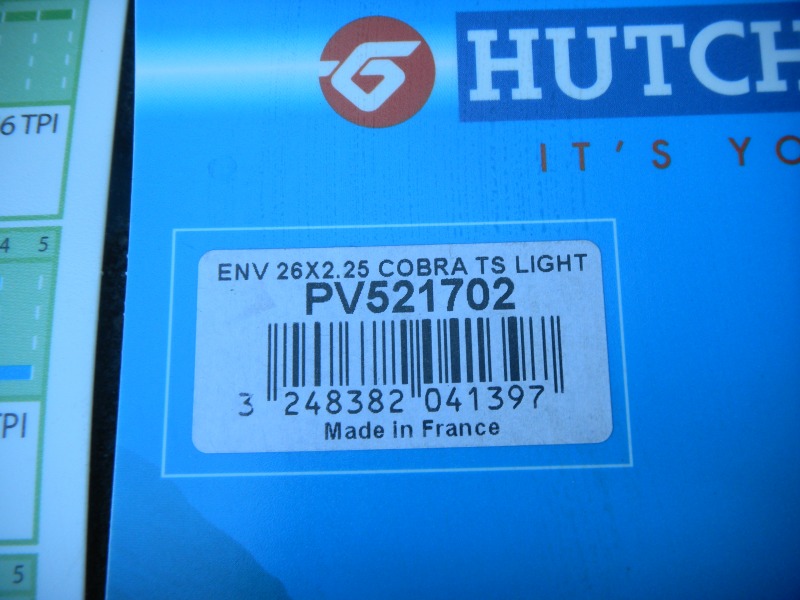 6 TPI
4 5
TPI
5
HUTCH
IT'S YO
ENV 26X2.25 COBRA TS LIGHT
PV521702
3 248382 041397
Made in France